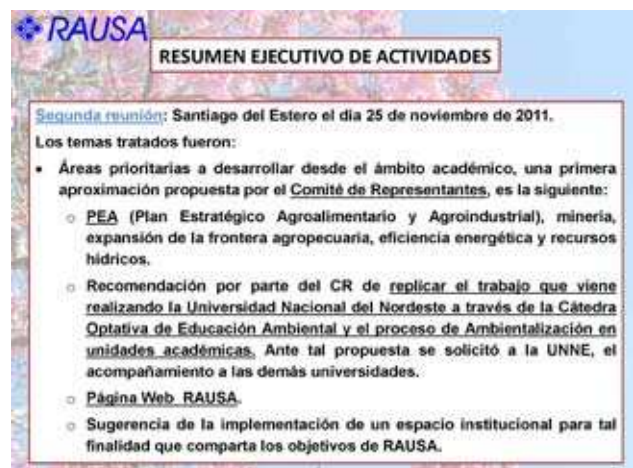 RAUSA
RESUMEN EJECUTIVO DE ACTIVIDADES
Segunda reunión: Santiago del Estero el día 25 de noviembre de 2011.
Los temas tratados fueron:
• Áreas prioritarias a desarrollar desde el ámbito académico, una primera
aproximación propuesta por el Comité de Representantes, es la siguiente:
○ PEA (Plan Estratégico Agroalimentario y Agroindustrial), minería,
expansión de la frontera agropecuaria, eficiencia energética y recursos
hídricos.
○ Recomendación por parte del CR de replicar el trabajo que viene
realizando la Universidad Nacional del Nordeste a través de la Cátedra
Optativa de Educación Ambiental y el proceso de Ambientalización en
unidades académicas. Ante tal propuesta se solicitó a la UNNE, el
acompañamiento a las demás universidades.
○ Página Web RAUSA.
○ Sugerencia de la implementación de un espacio institucional para tal
finalidad que comparta los objetivos de RAUSA.